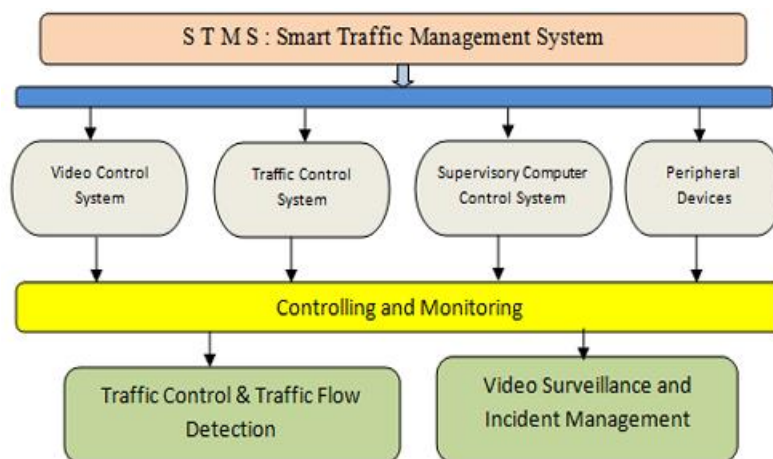 S T M S : Smart Traffic Management System
Video Control
System
Traffic Control
System
Supervisory Computer
Control System
Peripheral
Devices
Controlling and Monitoring
Traffic Control & Traffic Flow
Detection
Video Surveillance and
Incident Management